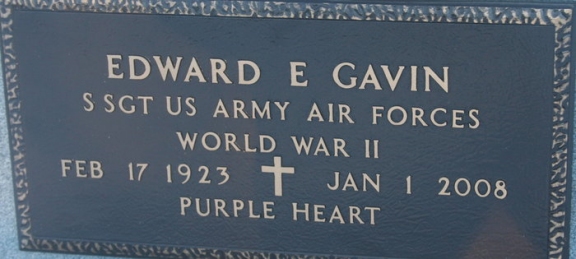 EDWARD E GAVIN
S SGT US ARMY AIR FORCES
WORLD WAR II
FEB 17 1923 JAN 1 2008
PURPLE HEART